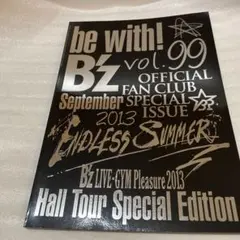 be with!
B'z vol.99
OFFICIAL
FAN CLUB
September SPECIAL
2013 ISSUE
ENDLESS SUMMER
B'z LIVE-GYM Pleasure 2013
Hall Tour Special Edition